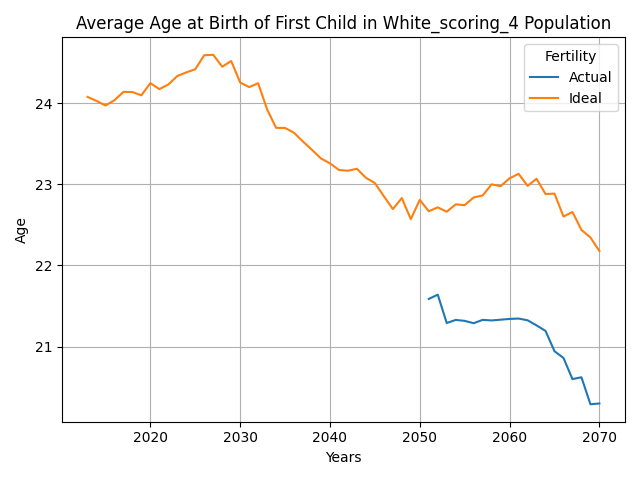 Average Age at Birth of First Child in White_scoring_4 Population
Fertility
Actual
Ideal
Age
24
23
22
21
2020 2030 2040 2050 2060 2070
Years